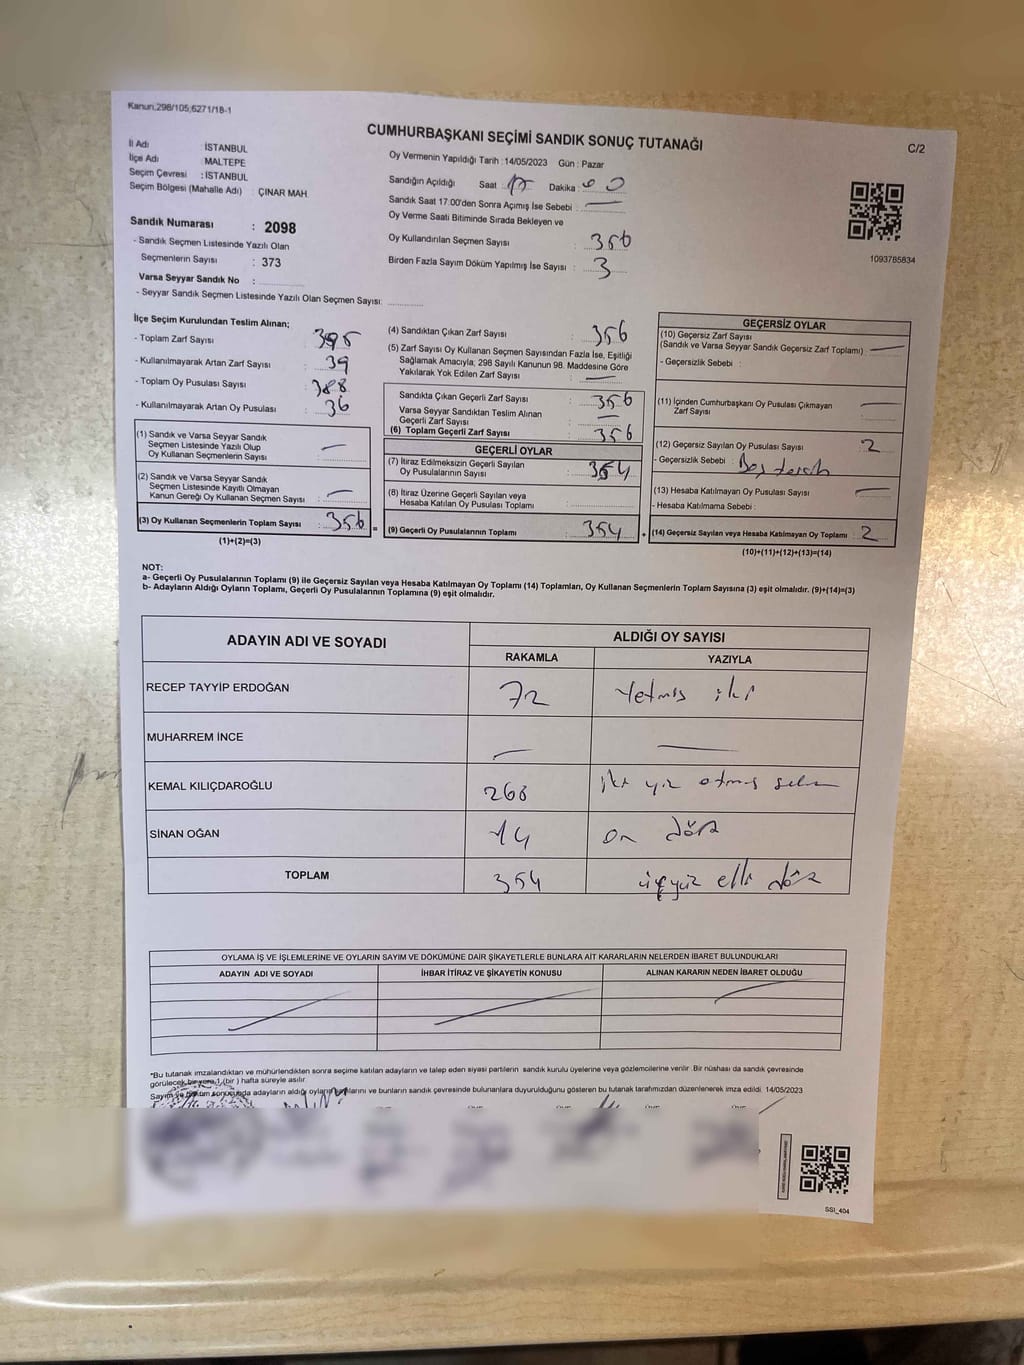 Kanun,298/105,6271/18-1
CUMHURBAŞKANI SEÇİMİ SANDIK SONUÇ TUTANAĞI
C/2
İl Adı : İSTANBUL
İlçe Adı : MALTEPE
Seçim Çevresi : İSTANBUL
Seçim Bölgesi (Mahalle Adı) : ÇINAR MAH.
Sandık Numarası : 2098
- Sandık Seçmen Listesinde Yazılı Olan
Seçmenlerin Sayısı : 373
Varsa Seyyar Sandık No :
- Seyyar Sandık Seçmen Listesinde Yazılı Olan Seçmen Sayısı:
Oy Vermenin Yapıldığı Tarih : 14/05/2023 Gün : Pazar
Sandığın Açıldığı Saat : 17 Dakika : 00
Sandık Saat 17:00'den Sonra Açımış İse Sebebi : —
Oy Verme Saati Bitiminde Sırada Bekleyen ve
Oy Kullandırılan Seçmen Sayısı : 356
Birden Fazla Sayım Döküm Yapılmış İse Sayısı : 3
1093785834
İlçe Seçim Kurulundan Teslim Alınan;
- Toplam Zarf Sayısı : 395
- Kullanılmayarak Artan Zarf Sayısı : 39
- Toplam Oy Pusulası Sayısı : 388
- Kullanılmayarak Artan Oy Pusulası : 36
(1) Sandık ve Varsa Seyyar Sandık
Seçmen Listesinde Yazılı Olup
Oy Kullanan Seçmenlerin Sayısı : —
(2) Sandık ve Varsa Seyyar Sandık
Seçmen Listesinde Kayıtlı Olmayan
Kanun Gereği Oy Kullanan Seçmen Sayısı : —
(3) Oy Kullanan Seçmenlerin Toplam Sayısı : 356 =
(1)+(2)=(3)
(4) Sandıktan Çıkan Zarf Sayısı : 356
(5) Zarf Sayısı Oy Kullanan Seçmen Sayısından Fazla İse, Eşitliği
Sağlamak Amacıyla; 298 Sayılı Kanunun 98. Maddesine Göre
Yakılarak Yok Edilen Zarf Sayısı : —
Sandıkta Çıkan Geçerli Zarf Sayısı : 356
Varsa Seyyar Sandıktan Teslim Alınan
Geçerli Zarf Sayısı : —
(6) Toplam Geçerli Zarf Sayısı : 356
GEÇERLİ OYLAR
(7) İtiraz Edilmeksizin Geçerli Sayılan
Oy Pusulalarının Sayısı : 354
(8) İtiraz Üzerine Geçerli Sayılan veya
Hesaba Katılan Oy Pusulaları Toplamı :
(9) Geçerli Oy Pusulalarının Toplamı : 354 +
GEÇERSİZ OYLAR
(10) Geçersiz Zarf Sayısı
(Sandık ve Varsa Seyyar Sandık Geçersiz Zarf Toplamı) : —
- Geçersizlik Sebebi :
(11) İçinden Cumhurbaşkanı Oy Pusulası Çıkmayan
Zarf Sayısı : —
(12) Geçersiz Sayılan Oy Pusulası Sayısı : 2
- Geçersizlik Sebebi : Boş
(13) Hesaba Katılmayan Oy Pusulası Sayısı : —
- Hesaba Katılmama Sebebi :
(14) Geçersiz Sayılan veya Hesaba Katılmayan Oy Toplamı : 2
(10)+(11)+(12)+(13)=(14)
NOT:
a- Geçerli Oy Pusulalarının Toplamı (9) ile Geçersiz Sayılan veya Hesaba Katılmayan Oy Toplamı (14) Toplamları, Oy Kullanan Seçmenlerin Toplam Sayısına (3) eşit olmalıdır. (9)+(14)=(3)
b- Adayların Aldığı Oyların Toplamı, Geçerli Oy Pusulalarının Toplamına (9) eşit olmalıdır.
ADAYIN ADI VE SOYADI
ALDIĞI OY SAYISI
RAKAMLA YAZIYLA
RECEP TAYYİP ERDOĞAN 72 Yetmiş iki
MUHARREM İNCE — —
KEMAL KILIÇDAROĞLU 268 iki yüz altmış sekiz
SİNAN OĞAN 14 on dört
TOPLAM 354 üçyüz elli dört
OYLAMA İŞ VE İŞLEMLERİNE VE OYLARIN SAYIM VE DÖKÜMÜNE DAİR ŞİKAYETLERLE BUNLARA AİT KARARLARIN NELERDEN İBARET BULUNDUKLARI
ADAYIN ADI VE SOYADI İHBAR İTİRAZ VE ŞİKAYETİN KONUSU ALINAN KARARIN NEDEN İBARET OLDUĞU
*Bu tutanak imzalandıktan ve mühürlendikten sonra seçime katılan adayların ve talep eden siyasi partilerin sandık kurulu üyelerine veya gözlemcilerine verilir. Bir nüshası da sandık çevresinde
görülecek bir yere 1 (bir ) hafta süreyle asılır.
Sayım ve döküm sonucunda adayların aldığı oyların sayılarını ve bunların sandık çevresinde bulunanlara duyurulduğunu gösteren bu tutanak tarafımızdan düzenlenerek imza edildi. 14/05/2023
SSI_404